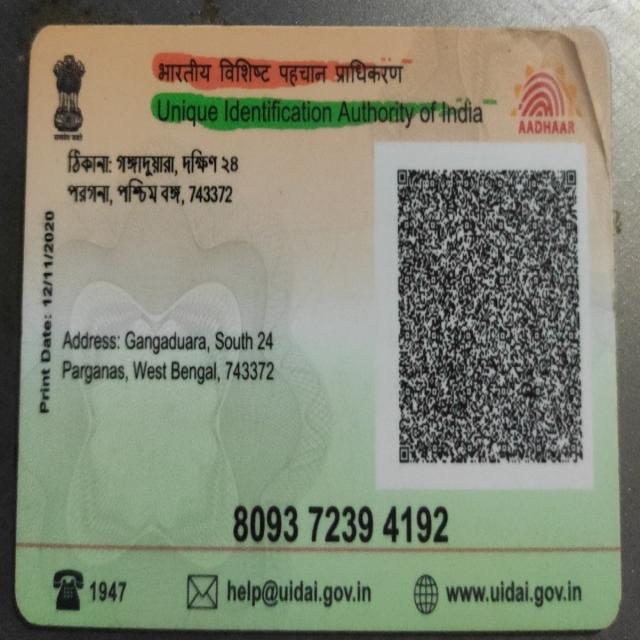 भारतीय विशिष्ट पहचान प्राधिकरण
Unique Identification Authority of India
AADHAAR
ঠিকানা: গঙ্গাদুয়ারা, দক্ষিণ ২৪
পরগনা, পশ্চিম বঙ্গ, 743372
Print Date: 12/11/2020
Address: Gangaduara, South 24
Parganas, West Bengal, 743372
8093 7239 4192
1947
help@uidai.gov.in
www.uidai.gov.in